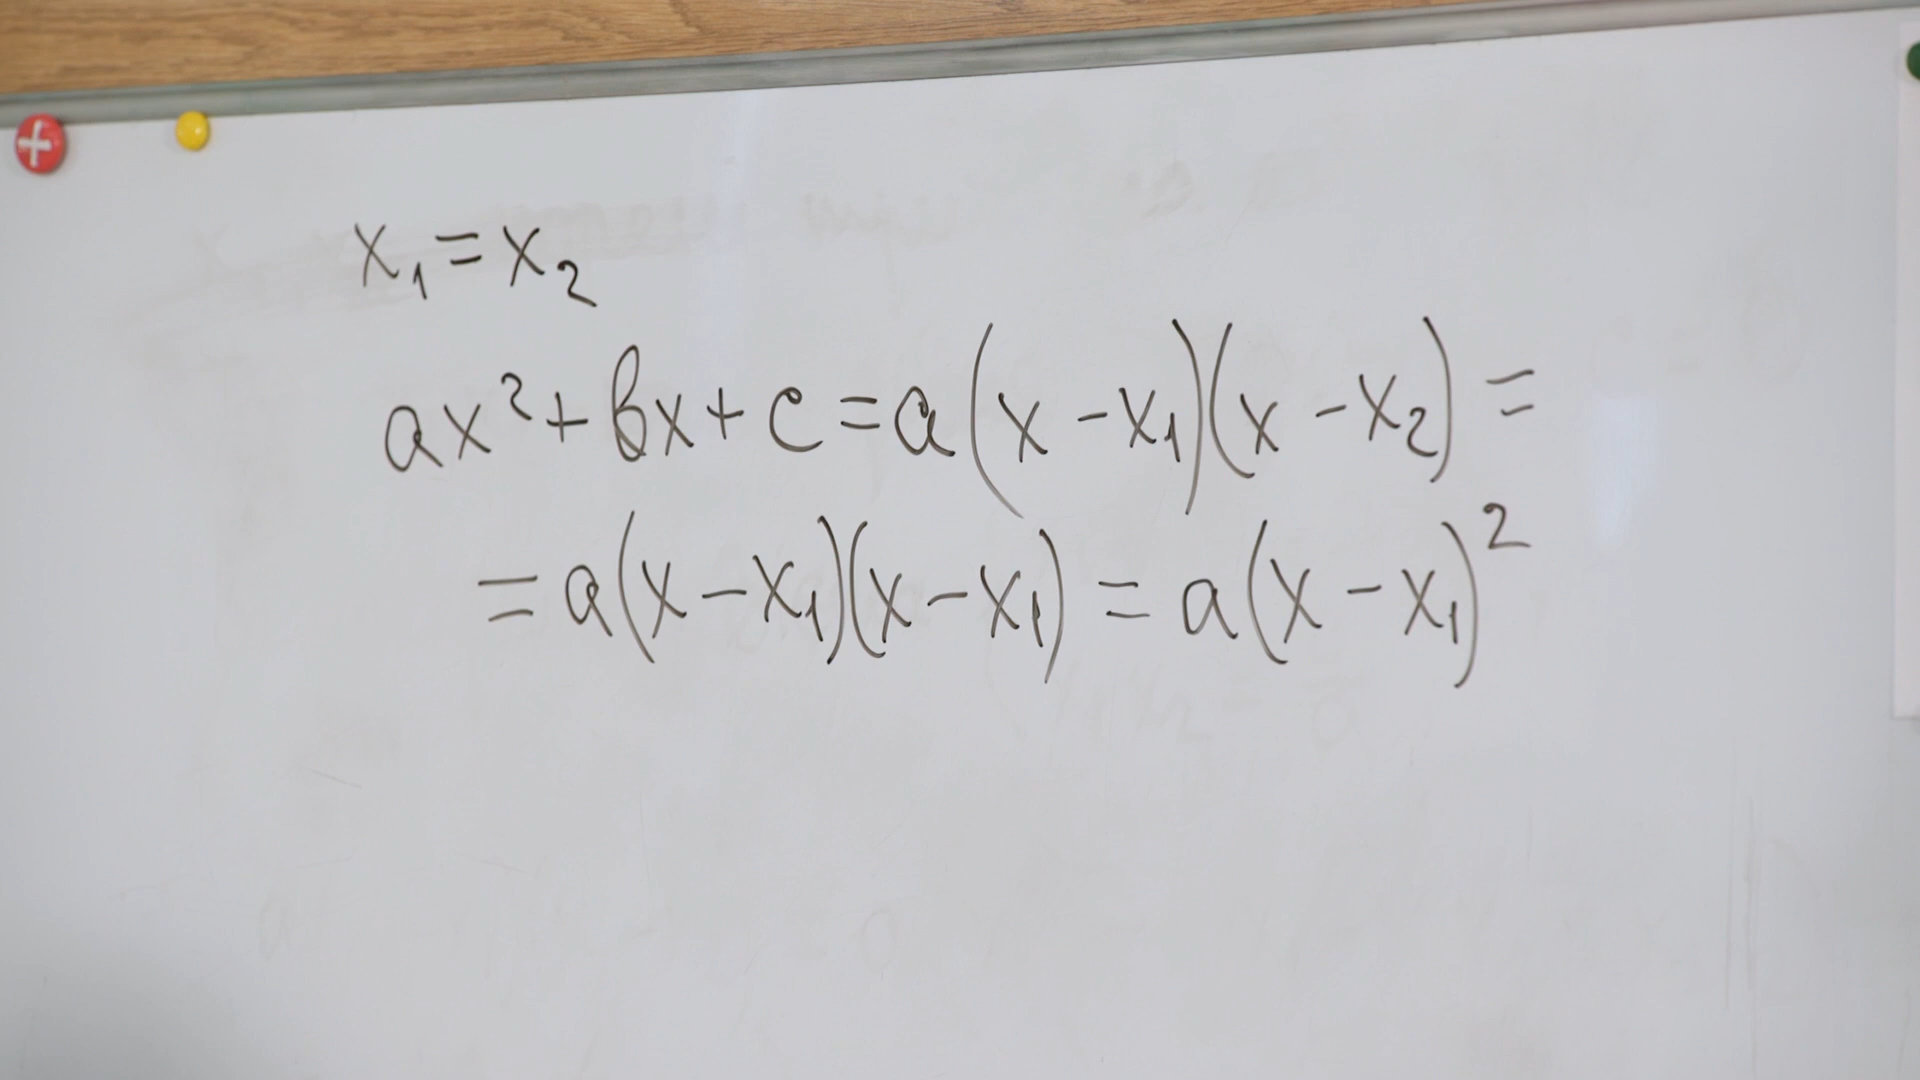 x₁ = x₂
ax² + bx + c = a(x - x₁)(x - x₂) =
= a(x - x₁)(x - x₁) = a(x - x₁)²